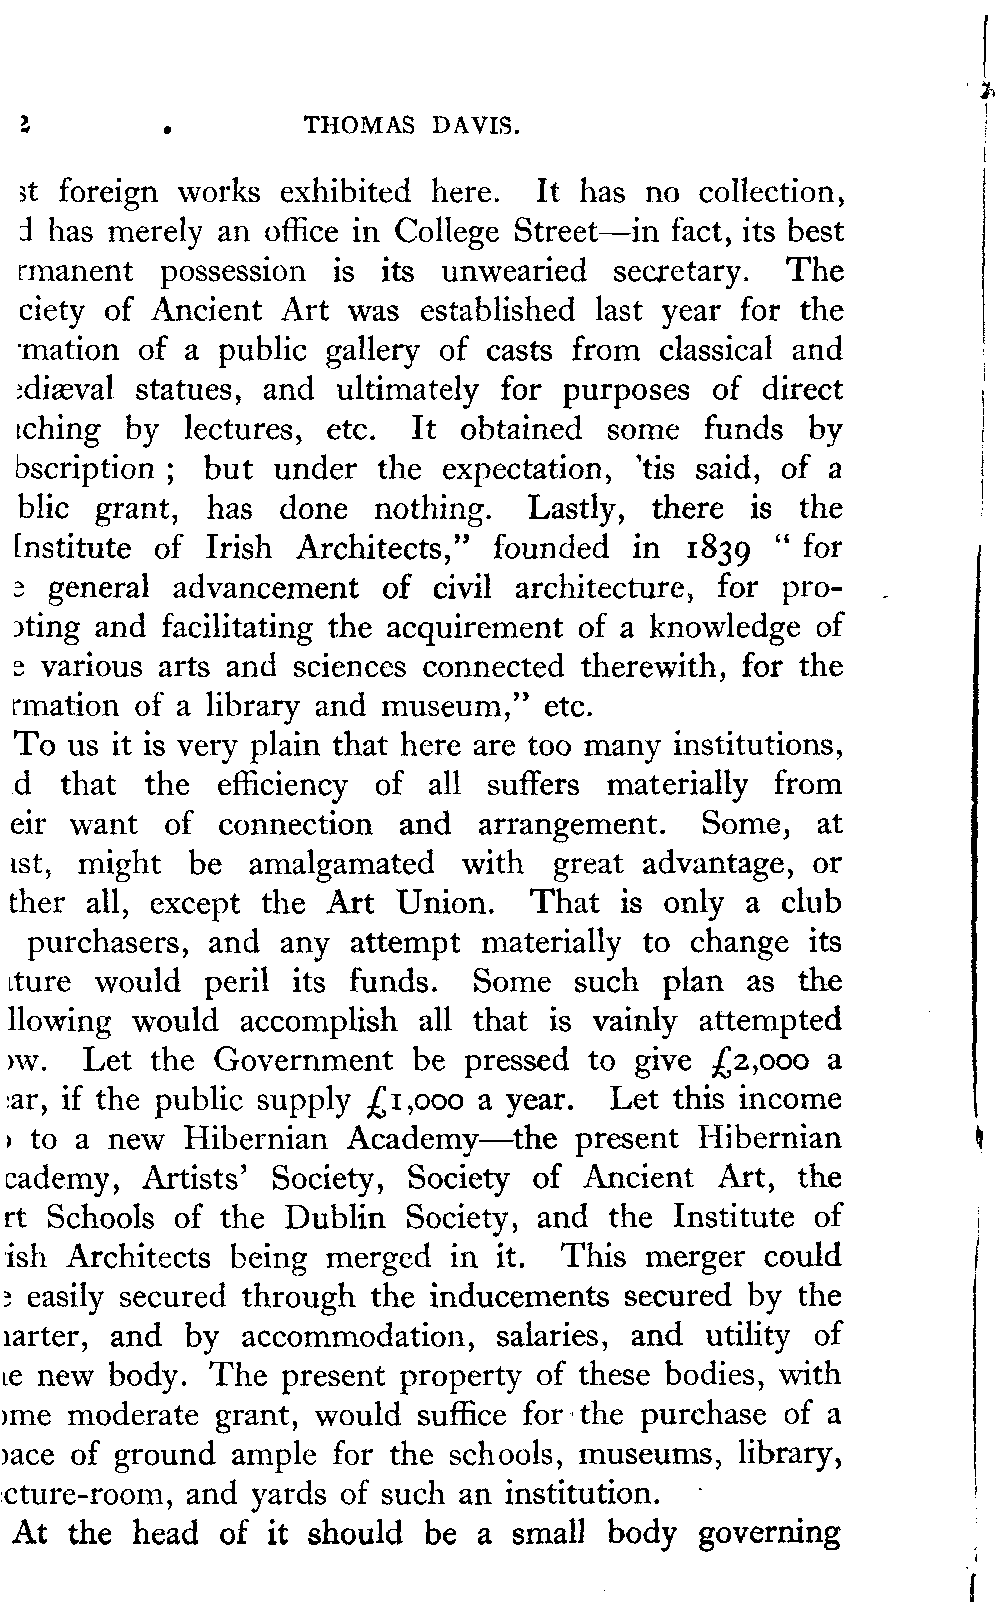 2 THOMAS DAVIS.
st foreign works exhibited here. It has no collection,
d has merely an office in College Street—in fact, its best
rmanent possession is its unwearied secretary. The
ciety of Ancient Art was established last year for the
mation of a public gallery of casts from classical and
ediæval statues, and ultimately for purposes of direct
ching by lectures, etc. It obtained some funds by
bscription ; but under the expectation, 'tis said, of a
blic grant, has done nothing. Lastly, there is the
Institute of Irish Architects," founded in 1839 " for
e general advancement of civil architecture, for pro-
oting and facilitating the acquirement of a knowledge of
e various arts and sciences connected therewith, for the
rmation of a library and museum," etc.
To us it is very plain that here are too many institutions,
d that the efficiency of all suffers materially from
eir want of connection and arrangement. Some, at
st, might be amalgamated with great advantage, or
ther all, except the Art Union. That is only a club
purchasers, and any attempt materially to change its
ture would peril its funds. Some such plan as the
llowing would accomplish all that is vainly attempted
ow. Let the Government be pressed to give £2,000 a
ear, if the public supply £1,000 a year. Let this income
to a new Hibernian Academy—the present Hibernian
cademy, Artists' Society, Society of Ancient Art, the
rt Schools of the Dublin Society, and the Institute of
ish Architects being merged in it. This merger could
e easily secured through the inducements secured by the
arter, and by accommodation, salaries, and utility of
e new body. The present property of these bodies, with
ome moderate grant, would suffice for the purchase of a
pace of ground ample for the schools, museums, library,
cture-room, and yards of such an institution.
At the head of it should be a small body governing